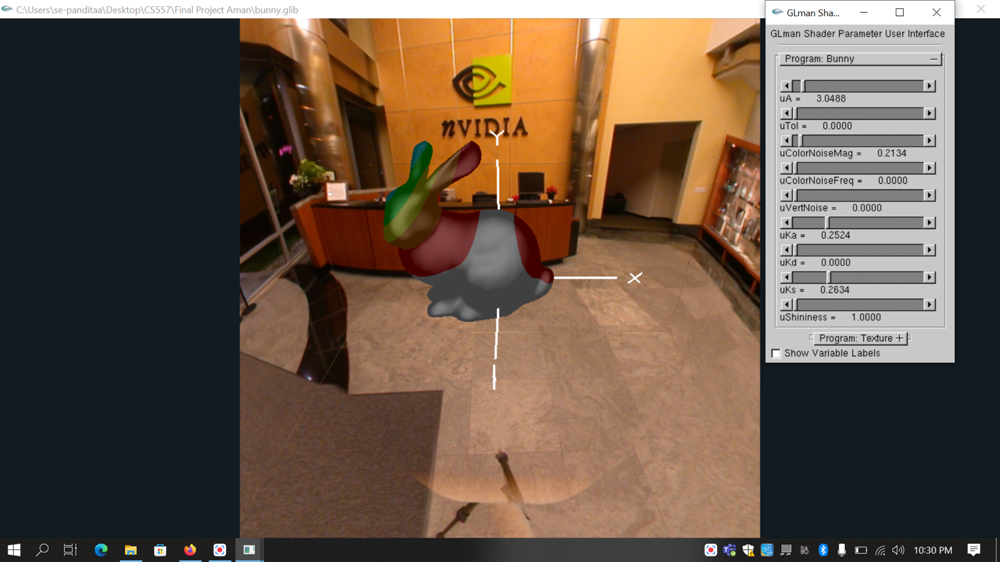 C:\Users\se-panditaa\Desktop\CS557\Final Project Aman\bunny.glib
GLman Sha...
GLman Shader Parameter User Interface
Program: Bunny
uA = 3.0488
uTol = 0.0000
uColorNoiseMag = 0.2134
uColorNoiseFreq = 0.0000
uVertNoise = 0.0000
uKa = 0.2524
uKd = 0.0000
uKs = 0.2634
uShininess = 1.0000
Program: Texture +
Show Variable Labels
nVIDIA
Y
X
10:30 PM